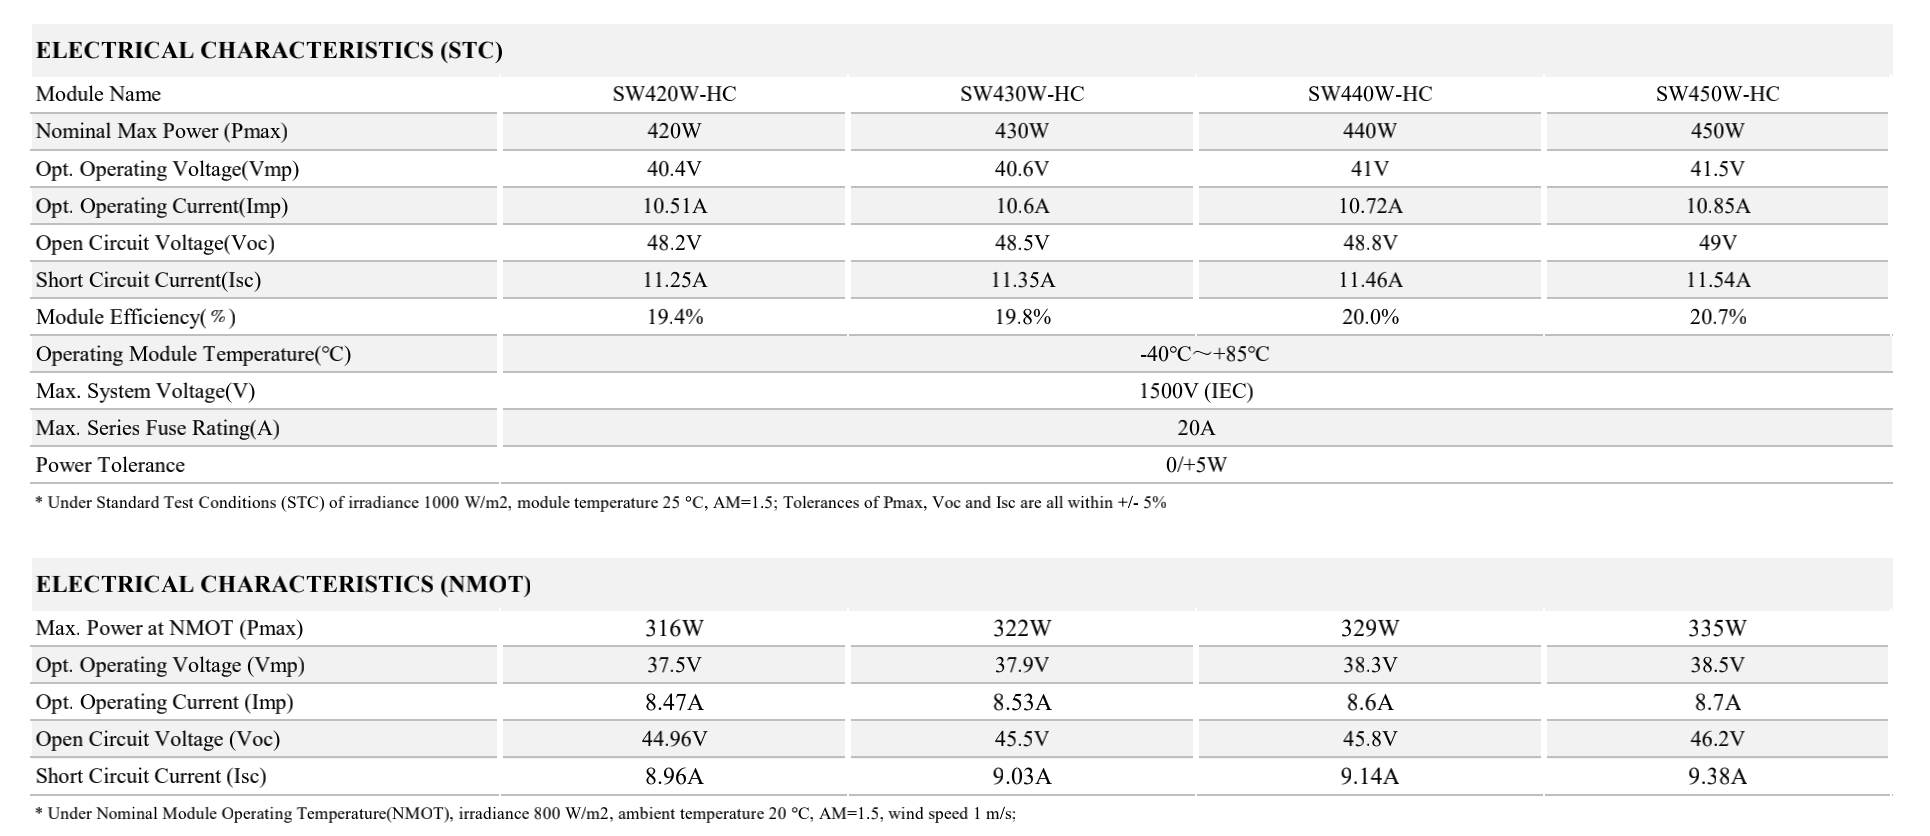 ELECTRICAL CHARACTERISTICS (STC)
Module Name SW420W-HC SW430W-HC SW440W-HC SW450W-HC
Nominal Max Power (Pmax) 420W 430W 440W 450W
Opt. Operating Voltage(Vmp) 40.4V 40.6V 41V 41.5V
Opt. Operating Current(Imp) 10.51A 10.6A 10.72A 10.85A
Open Circuit Voltage(Voc) 48.2V 48.5V 48.8V 49V
Short Circuit Current(Isc) 11.25A 11.35A 11.46A 11.54A
Module Efficiency(％) 19.4% 19.8% 20.0% 20.7%
Operating Module Temperature(℃) -40℃～+85℃
Max. System Voltage(V) 1500V (IEC)
Max. Series Fuse Rating(A) 20A
Power Tolerance 0/+5W
* Under Standard Test Conditions (STC) of irradiance 1000 W/m2, module temperature 25 °C, AM=1.5; Tolerances of Pmax, Voc and Isc are all within +/- 5%
ELECTRICAL CHARACTERISTICS (NMOT)
Max. Power at NMOT (Pmax) 316W 322W 329W 335W
Opt. Operating Voltage (Vmp) 37.5V 37.9V 38.3V 38.5V
Opt. Operating Current (Imp) 8.47A 8.53A 8.6A 8.7A
Open Circuit Voltage (Voc) 44.96V 45.5V 45.8V 46.2V
Short Circuit Current (Isc) 8.96A 9.03A 9.14A 9.38A
* Under Nominal Module Operating Temperature(NMOT), irradiance 800 W/m2, ambient temperature 20 °C, AM=1.5, wind speed 1 m/s;